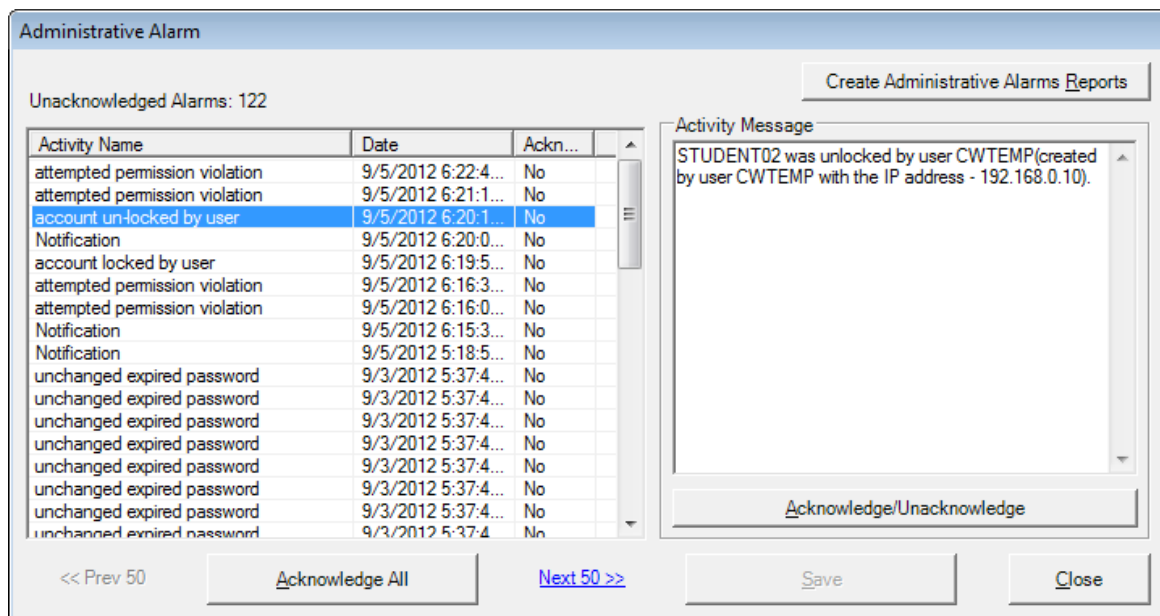 Administrative Alarm
Create Administrative Alarms Reports
Unacknowledged Alarms: 122
Activity Name Date Ackn...
attempted permission violation 9/5/2012 6:22:4... No
attempted permission violation 9/5/2012 6:21:1... No
account un-locked by user 9/5/2012 6:20:1... No
Notification 9/5/2012 6:20:0... No
account locked by user 9/5/2012 6:19:5... No
attempted permission violation 9/5/2012 6:16:3... No
attempted permission violation 9/5/2012 6:16:0... No
Notification 9/5/2012 6:15:3... No
Notification 9/5/2012 5:18:5... No
unchanged expired password 9/3/2012 5:37:4... No
unchanged expired password 9/3/2012 5:37:4... No
unchanged expired password 9/3/2012 5:37:4... No
unchanged expired password 9/3/2012 5:37:4... No
unchanged expired password 9/3/2012 5:37:4... No
unchanged expired password 9/3/2012 5:37:4... No
unchanged expired password 9/3/2012 5:37:4... No
unchanged expired password 9/3/2012 5:37:4... No
Activity Message
STUDENT02 was unlocked by user CWTEMP(created
by user CWTEMP with the IP address - 192.168.0.10).
Acknowledge/Unacknowledge
<< Prev 50
Acknowledge All
Next 50 >>
Save
Close